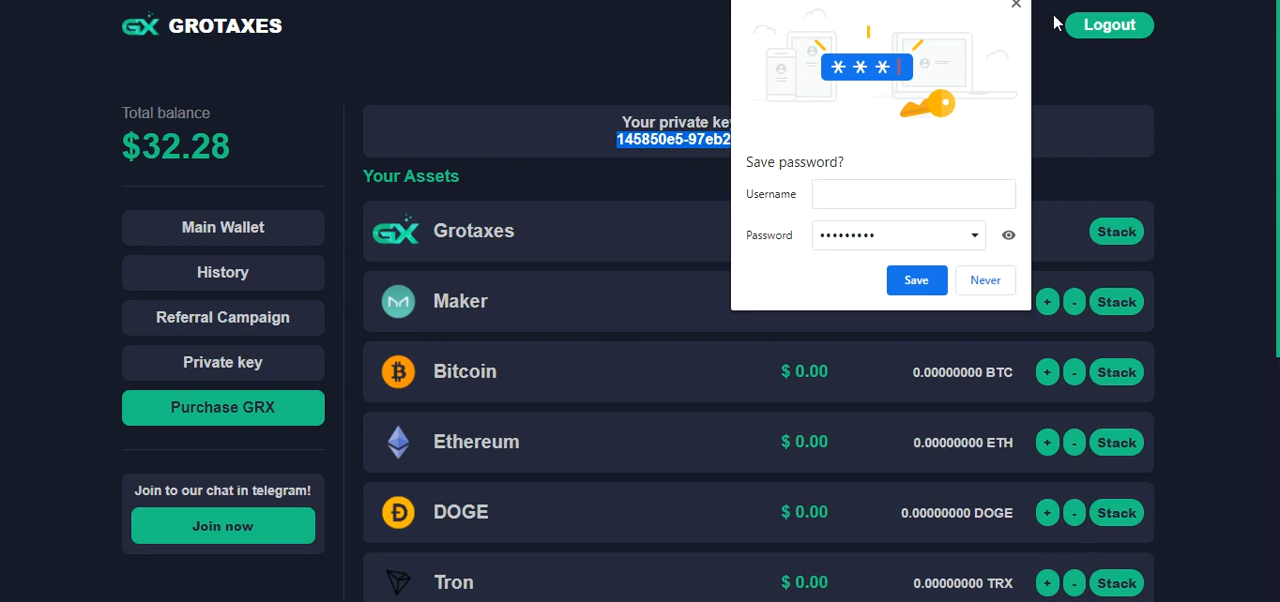 GX GROTAXES
Logout
Total balance
$32.28
Your private key
145850e5-97eb2
Your Assets
* * *
Save password?
Username
Password •••••••••
Save Never
Main Wallet
History
Referral Campaign
Private key
Purchase GRX
Join to our chat in telegram!
Join now
GX Grotaxes Stack
Maker + - Stack
Bitcoin $ 0.00 0.00000000 BTC + - Stack
Ethereum $ 0.00 0.00000000 ETH + - Stack
DOGE $ 0.00 0.00000000 DOGE + - Stack
Tron $ 0.00 0.00000000 TRX + - Stack